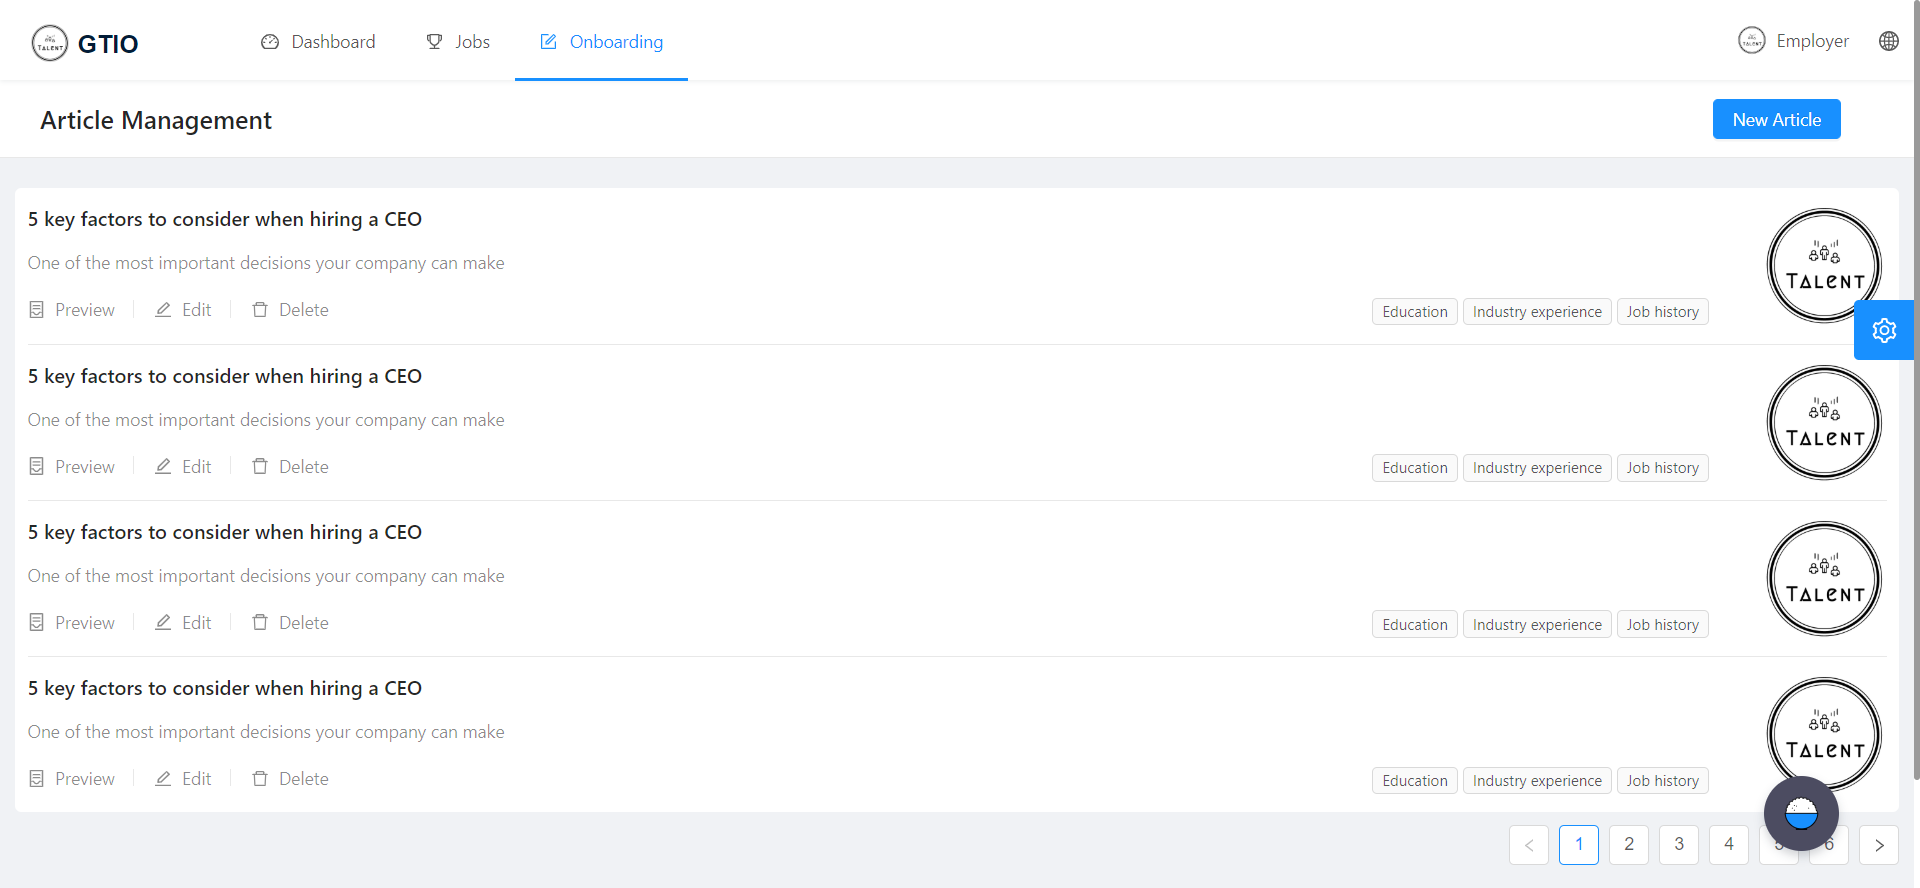 TALENT GTIO Dashboard Jobs Onboarding TALENT Employer
Article Management New Article
5 key factors to consider when hiring a CEO
One of the most important decisions your company can make
Preview Edit Delete Education Industry experience Job history
TALENT
5 key factors to consider when hiring a CEO
One of the most important decisions your company can make
Preview Edit Delete Education Industry experience Job history
TALENT
5 key factors to consider when hiring a CEO
One of the most important decisions your company can make
Preview Edit Delete Education Industry experience Job history
TALENT
5 key factors to consider when hiring a CEO
One of the most important decisions your company can make
Preview Edit Delete Education Industry experience Job history
TALENT
< 1 2 3 4 5 6 >